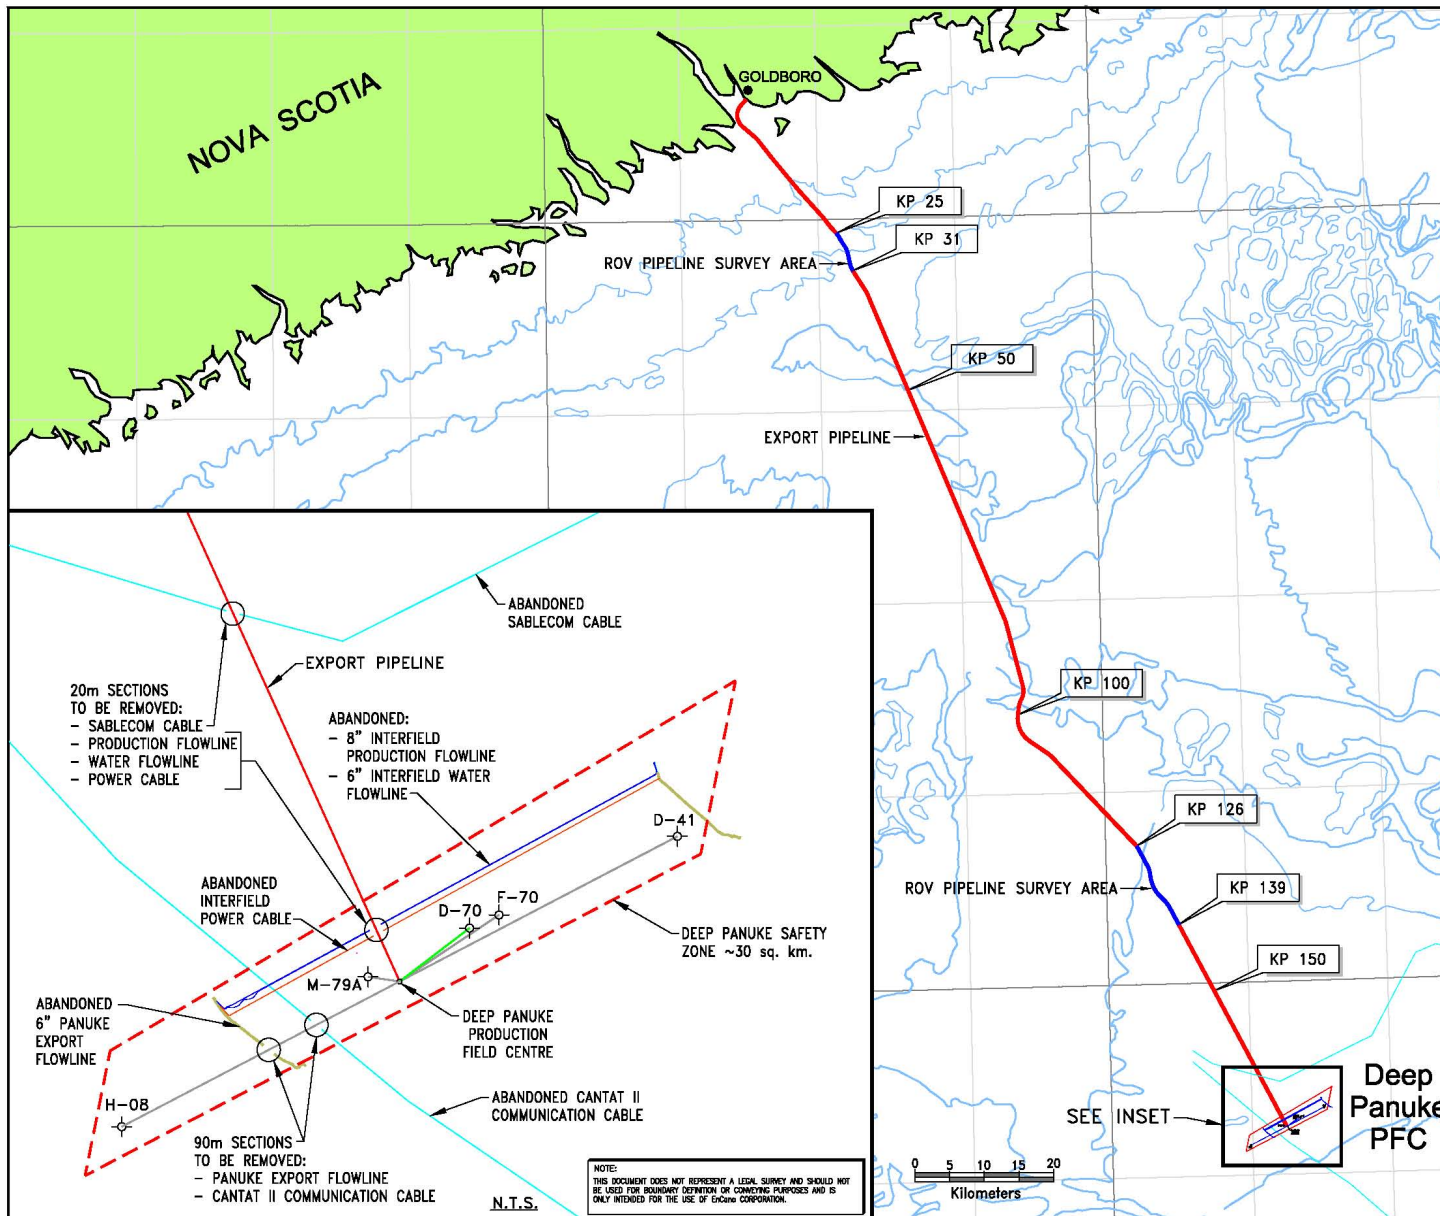 NOVA SCOTIA
GOLDBORO
KP 25
KP 31
ROV PIPELINE SURVEY AREA
KP 50
EXPORT PIPELINE
KP 100
KP 126
ROV PIPELINE SURVEY AREA
KP 139
KP 150
SEE INSET
Deep
Panuke
PFC
0 5 10 15 20
Kilometers
ABANDONED
SABLECOM CABLE
EXPORT PIPELINE
20m SECTIONS
TO BE REMOVED:
- SABLECOM CABLE
- PRODUCTION FLOWLINE
- WATER FLOWLINE
- POWER CABLE
ABANDONED:
- 8" INTERFIELD
PRODUCTION FLOWLINE
- 6" INTERFIELD WATER
FLOWLINE
D-41
ABANDONED
INTERFIELD
POWER CABLE
F-70
D-70
DEEP PANUKE SAFETY
ZONE ~30 sq. km.
M-79A
ABANDONED
6" PANUKE
EXPORT
FLOWLINE
DEEP PANUKE
PRODUCTION
FIELD CENTRE
H-08
ABANDONED CANTAT II
COMMUNICATION CABLE
90m SECTIONS
TO BE REMOVED:
- PANUKE EXPORT FLOWLINE
- CANTAT II COMMUNICATION CABLE
N.T.S.
NOTE:
THIS DOCUMENT DOES NOT REPRESENT A LEGAL SURVEY AND SHOULD NOT
BE USED FOR BOUNDARY DEFINITION OR CONVEYING PURPOSES AND IS
ONLY INTENDED FOR THE USE OF EnCana CORPORATION.